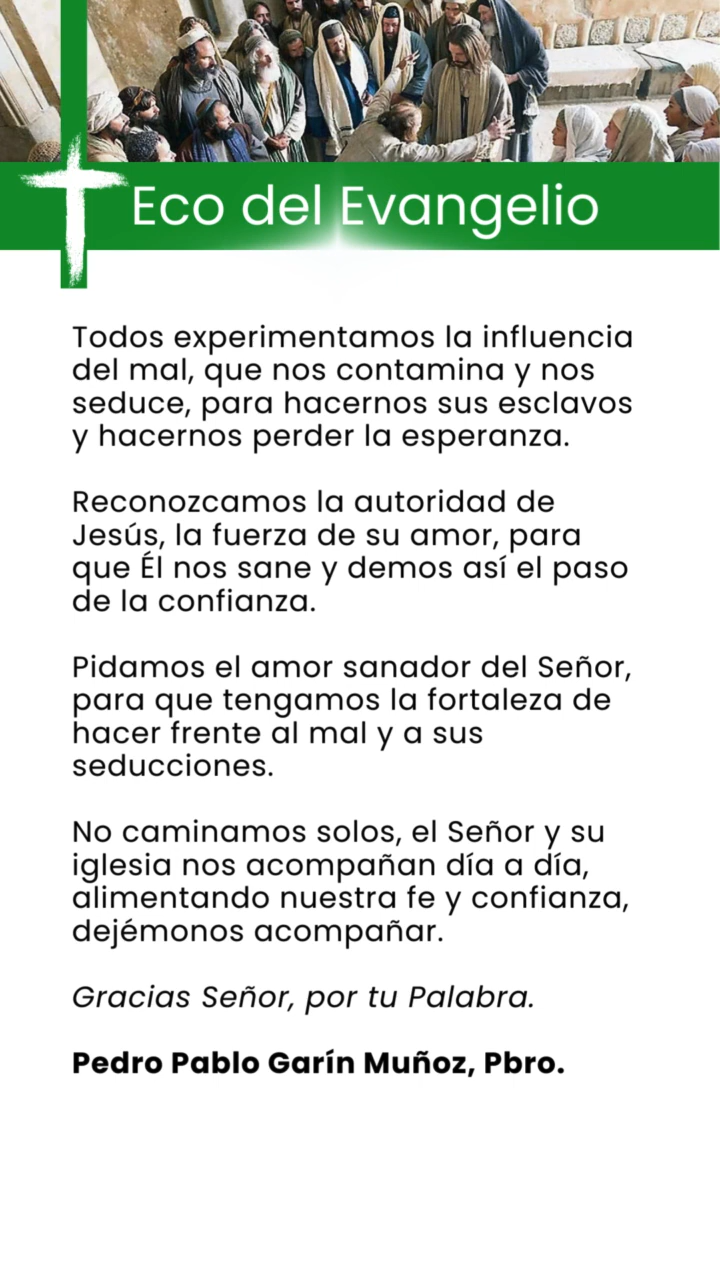 Eco del Evangelio
Todos experimentamos la influencia
del mal, que nos contamina y nos
seduce, para hacernos sus esclavos
y hacernos perder la esperanza.
Reconozcamos la autoridad de
Jesús, la fuerza de su amor, para
que Él nos sane y demos así el paso
de la confianza.
Pidamos el amor sanador del Señor,
para que tengamos la fortaleza de
hacer frente al mal y a sus
seducciones.
No caminamos solos, el Señor y su
iglesia nos acompañan día a día,
alimentando nuestra fe y confianza,
dejémonos acompañar.
Gracias Señor, por tu Palabra.
Pedro Pablo Garín Muñoz, Pbro.